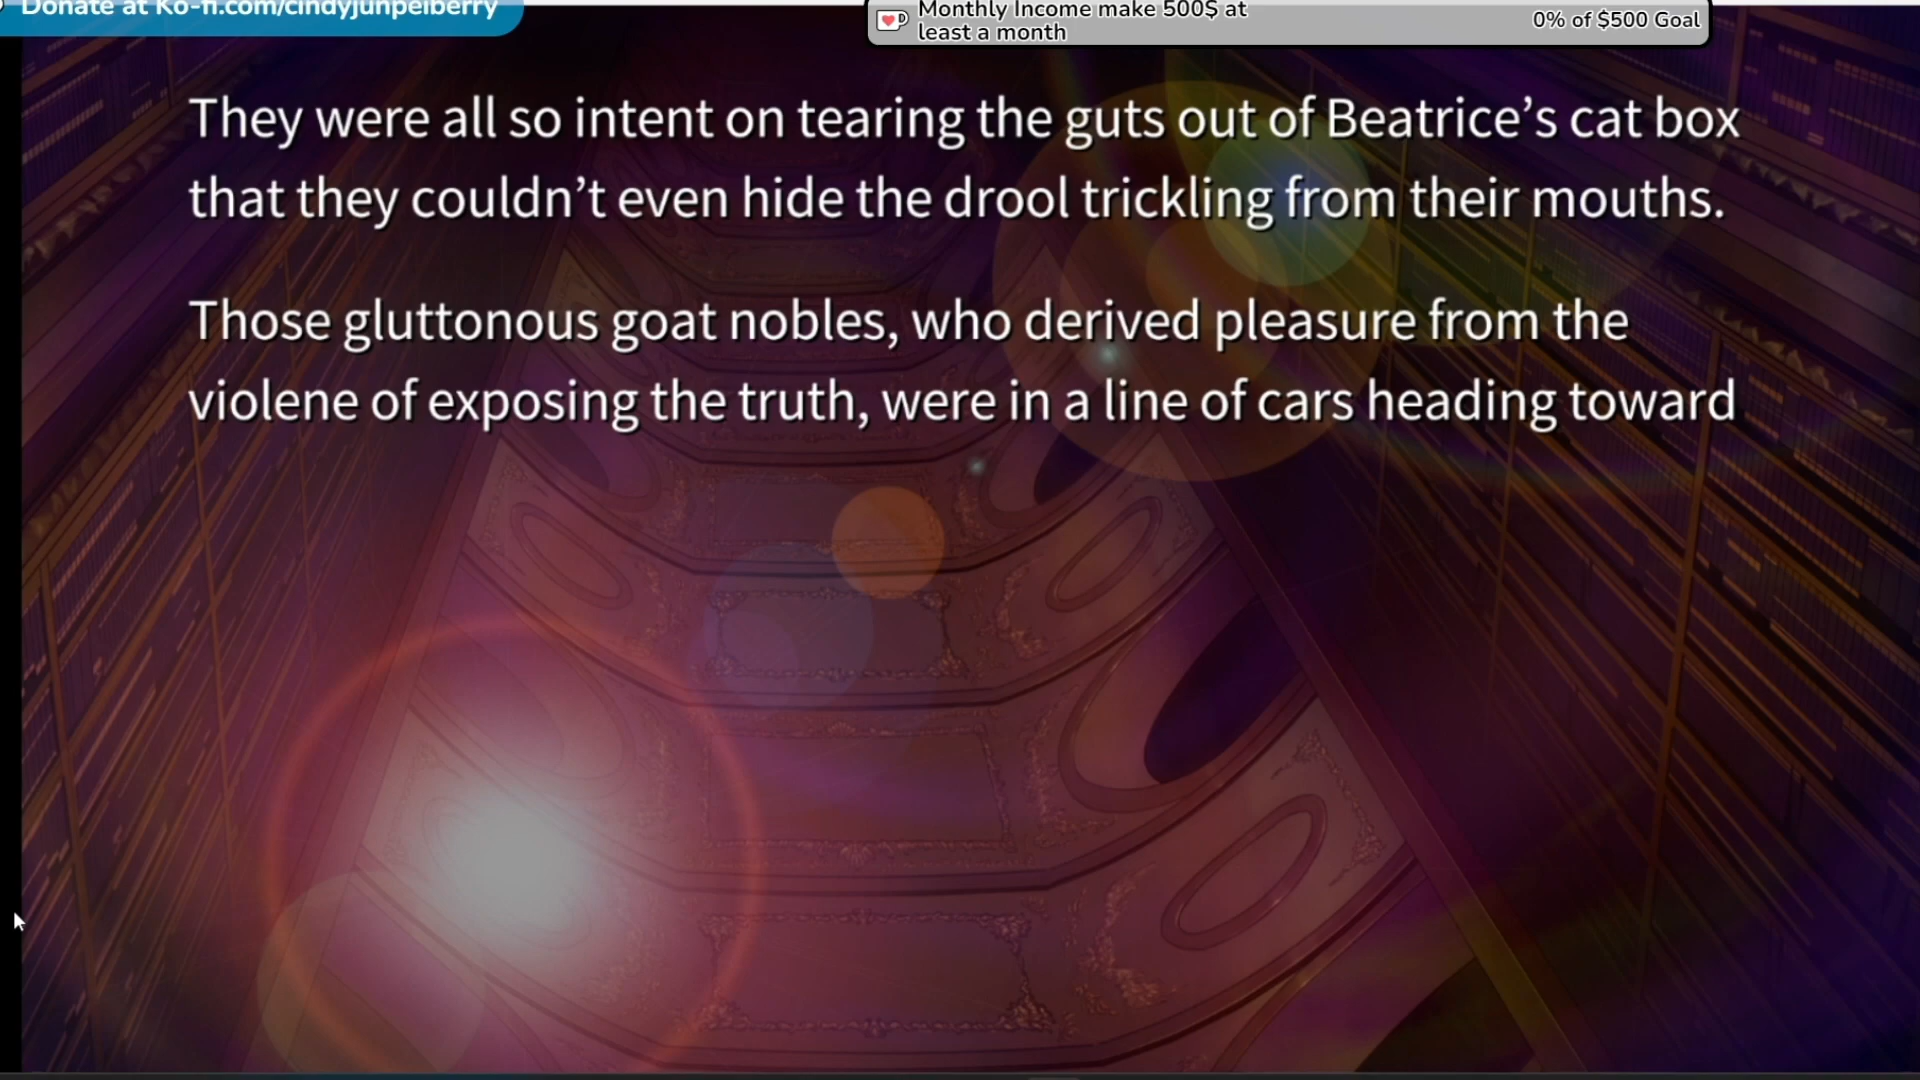 Donate at Ko-fi.com/cindyjunpeiberry
Monthly Income make 500$ at
least a month
0% of $500 Goal
They were all so intent on tearing the guts out of Beatrice’s cat box
that they couldn’t even hide the drool trickling from their mouths.
Those gluttonous goat nobles, who derived pleasure from the
violene of exposing the truth, were in a line of cars heading toward